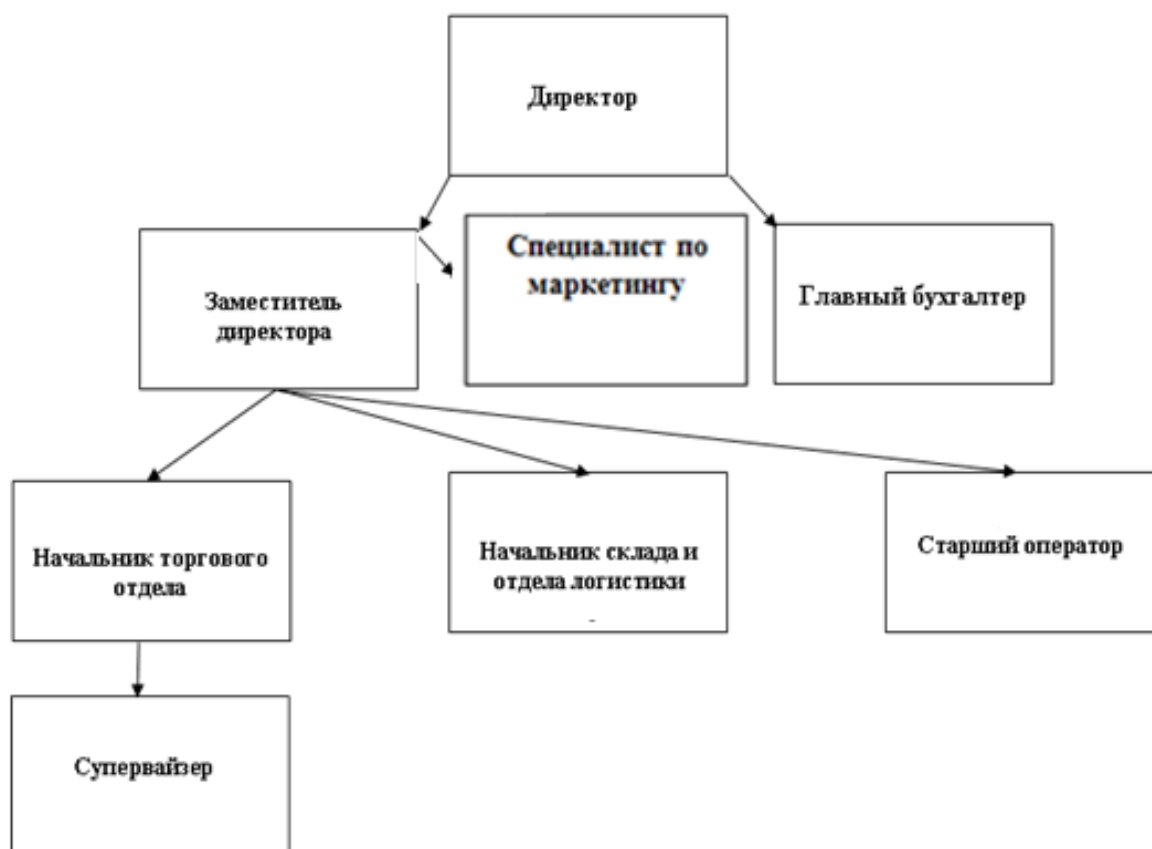 Директор
Специалист по
маркетингу
Заместитель
директора
Главный бухгалтер
Начальник торгового
отдела
Начальник склада и
отдела логистики
-
Старший оператор
Супервайзер